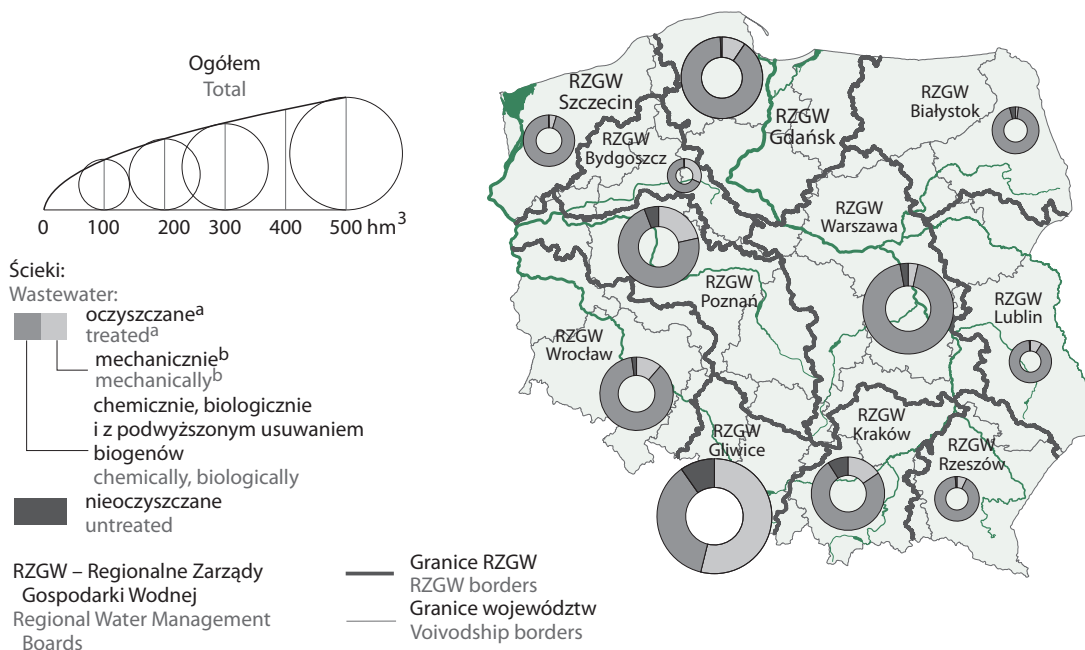 Ogółem
Total
0 100 200 300 400 500 hm3
Ścieki:
Wastewater:
oczyszczanea
treateda
mechanicznieb
mechanicallyb
chemicznie, biologicznie
i z podwyższonym usuwaniem
biogenów
chemically, biologically
nieoczyszczane
untreated
RZGW – Regionalne Zarządy
Gospodarki Wodnej
Regional Water Management
Boards
Granice RZGW
RZGW borders
Granice województw
Voivodship borders
RZGW
Szczecin
RZGW
Bydgoszcz
RZGW
Gdańsk
RZGW
Białystok
RZGW
Warszawa
RZGW
Poznań
RZGW
Lublin
RZGW
Wrocław
RZGW
Gliwice
RZGW
Kraków
RZGW
Rzeszów